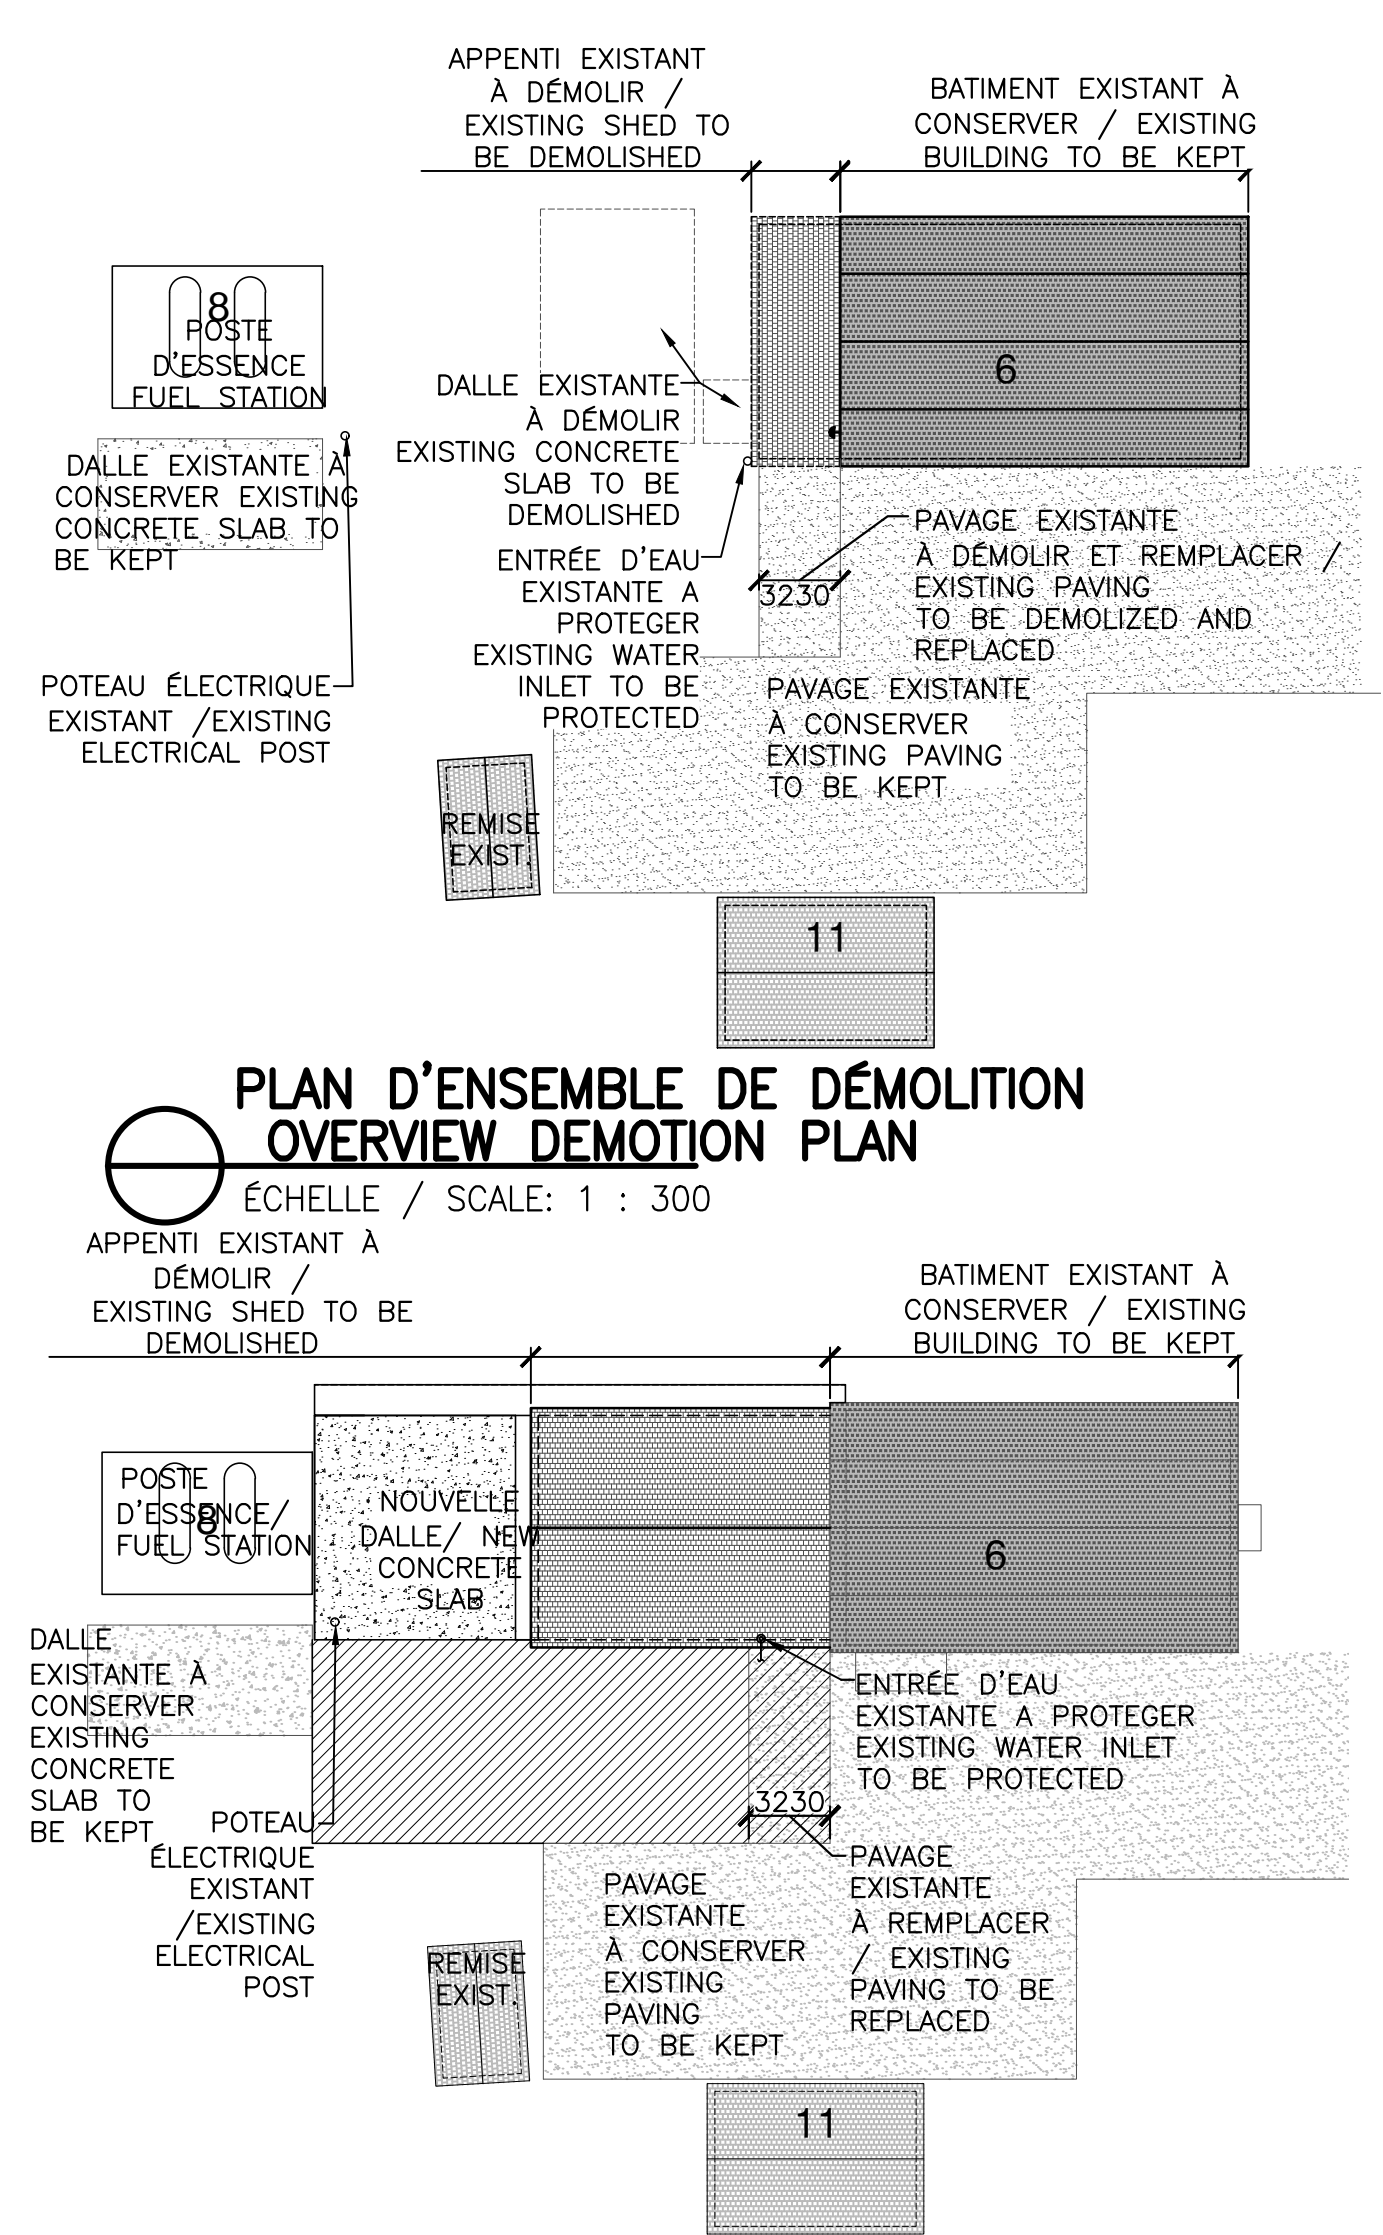 APPENTI EXISTANT
À DÉMOLIR /
EXISTING SHED TO
BE DEMOLISHED
BATIMENT EXISTANT À
CONSERVER / EXISTING
BUILDING TO BE KEPT
8
POSTE
D'ESSENCE
FUEL STATION
6
DALLE EXISTANTE
À DÉMOLIR
EXISTING CONCRETE
SLAB TO BE
DEMOLISHED
DALLE EXISTANTE À
CONSERVER EXISTING
CONCRETE SLAB TO
BE KEPT
ENTRÉE D'EAU
EXISTANTE A
PROTEGER
EXISTING WATER
INLET TO BE
PROTECTED
PAVAGE EXISTANTE
À DÉMOLIR ET REMPLACER /
EXISTING PAVING
TO BE DEMOLIZED AND
REPLACED
3230
POTEAU ÉLECTRIQUE
EXISTANT /EXISTING
ELECTRICAL POST
PAVAGE EXISTANTE
À CONSERVER
EXISTING PAVING
TO BE KEPT
REMISE
EXIST.
11
PLAN D'ENSEMBLE DE DÉMOLITION
OVERVIEW DEMOTION PLAN
ÉCHELLE / SCALE: 1 : 300
APPENTI EXISTANT À
DÉMOLIR /
EXISTING SHED TO BE
DEMOLISHED
BATIMENT EXISTANT À
CONSERVER / EXISTING
BUILDING TO BE KEPT
POSTE
D'ESSENCE/
FUEL STATION
8
NOUVELLE
DALLE/ NEW
CONCRETE
SLAB
6
DALLE
EXISTANTE À
CONSERVER
EXISTING
CONCRETE
SLAB TO
BE KEPT
ENTRÉE D'EAU
EXISTANTE A PROTEGER
EXISTING WATER INLET
TO BE PROTECTED
3230
POTEAU
ÉLECTRIQUE
EXISTANT
/EXISTING
ELECTRICAL
POST
PAVAGE
EXISTANTE
À CONSERVER
EXISTING
PAVING
TO BE KEPT
PAVAGE
EXISTANTE
À REMPLACER
/ EXISTING
PAVING TO BE
REPLACED
REMISE
EXIST.
11